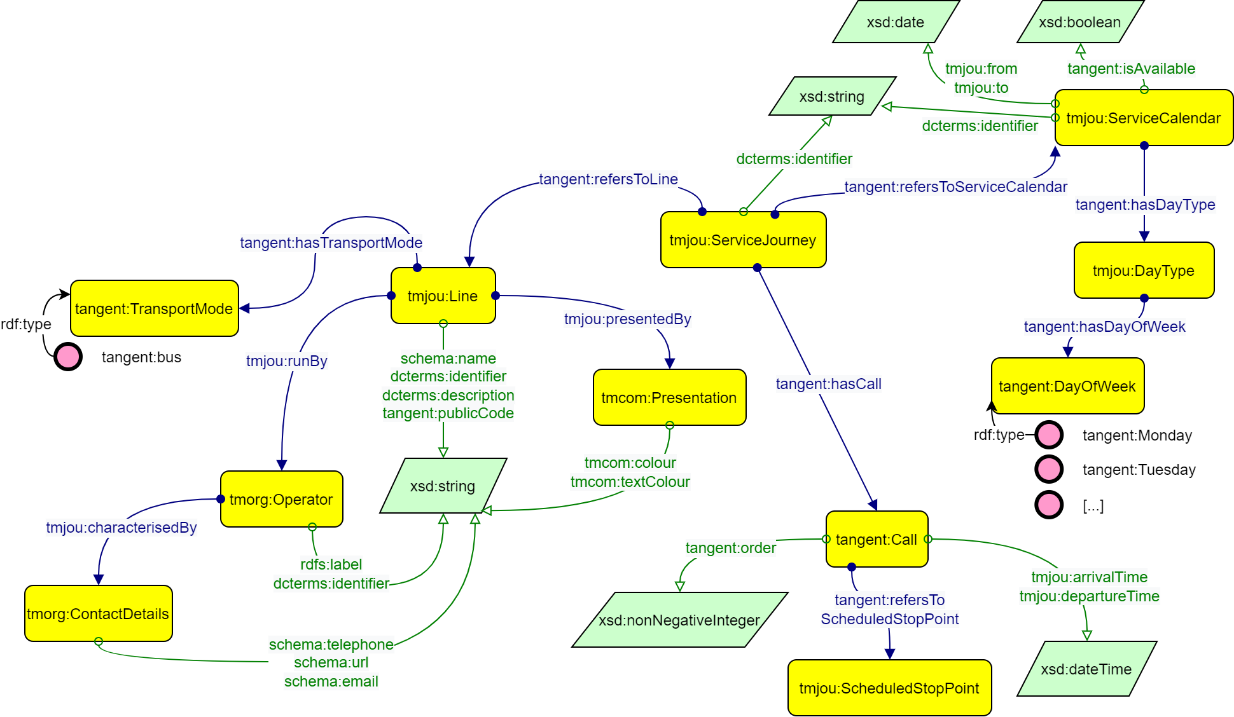 xsd:date
xsd:boolean
tmjou:from
tmjou:to
tangent:isAvailable
xsd:string
dcterms:identifier
tmjou:ServiceCalendar
dcterms:identifier
tangent:refersToLine
tangent:refersToServiceCalendar
tangent:hasDayType
tangent:hasTransportMode
tmjou:ServiceJourney
tmjou:DayType
tangent:TransportMode
tmjou:Line
rdf:type
tangent:bus
tmjou:presentedBy
tangent:hasDayOfWeek
tmjou:runBy
schema:name
dcterms:identifier
dcterms:description
tangent:publicCode
tmcom:Presentation
tangent:hasCall
tangent:DayOfWeek
rdf:type
tangent:Monday
tangent:Tuesday
[...]
tmcom:colour
tmcom:textColour
xsd:string
tmorg:Operator
tmjou:characterisedBy
rdfs:label
dcterms:identifier
tangent:order
tangent:Call
tmjou:arrivalTime
tmjou:departureTime
tmorg:ContactDetails
xsd:nonNegativeInteger
tangent:refersTo
ScheduledStopPoint
schema:telephone
schema:url
schema:email
xsd:dateTime
tmjou:ScheduledStopPoint